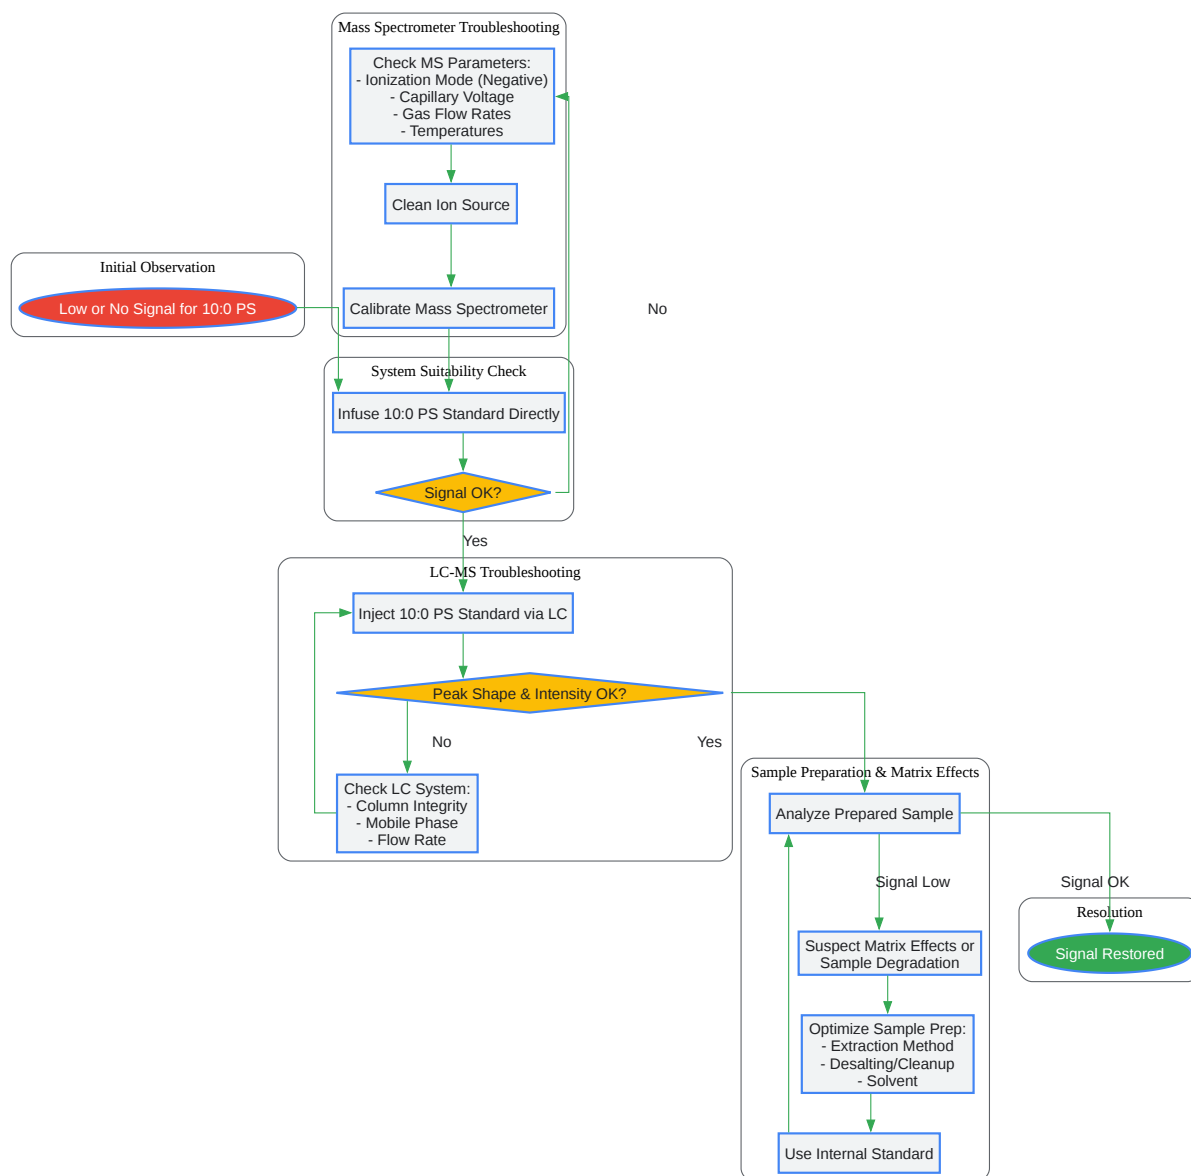 Mass Spectrometer Troubleshooting
Check MS Parameters:
- Ionization Mode (Negative)
- Capillary Voltage
- Gas Flow Rates
- Temperatures
Clean Ion Source
Initial Observation
Low or No Signal for 10:0 PS
Calibrate Mass Spectrometer
No
System Suitability Check
Infuse 10:0 PS Standard Directly
Signal OK?
Yes
LC-MS Troubleshooting
Inject 10:0 PS Standard via LC
Peak Shape & Intensity OK?
No
Yes
Check LC System:
- Column Integrity
- Mobile Phase
- Flow Rate
Sample Preparation & Matrix Effects
Analyze Prepared Sample
Signal Low
Signal OK
Resolution
Signal Restored
Suspect Matrix Effects or
Sample Degradation
Optimize Sample Prep:
- Extraction Method
- Desalting/Cleanup
- Solvent
Use Internal Standard